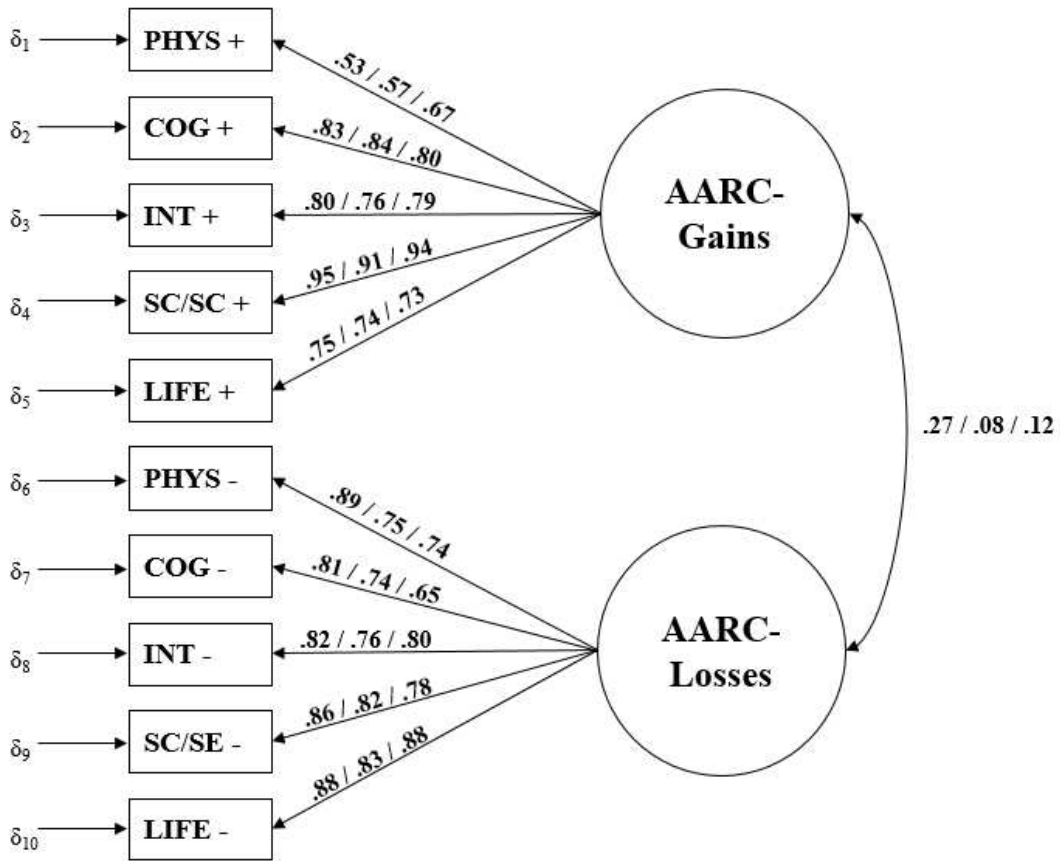 δ1
PHYS +
.53 / .57 / .67
δ2
COG +
.83 / .84 / .80
δ3
INT +
.80 / .76 / .79
δ4
SC/SC +
.95 / .91 / .94
δ5
LIFE +
.75 / .74 / .73
AARC-
Gains
.27 / .08 / .12
δ6
PHYS -
.89 / .75 / .74
δ7
COG -
.81 / .74 / .65
δ8
INT -
.82 / .76 / .80
δ9
SC/SE -
.86 / .82 / .78
δ10
LIFE -
.88 / .83 / .88
AARC-
Losses